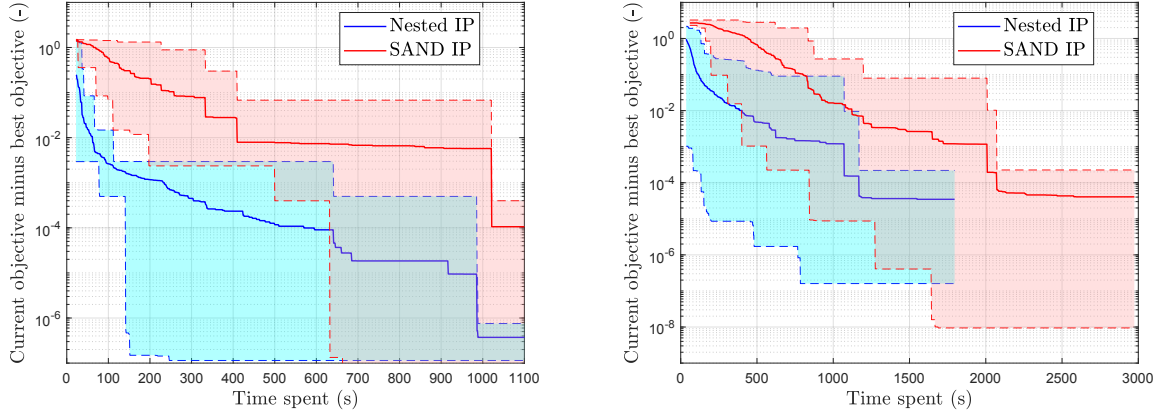 Current objective minus best objective (-)
10^0
10^-2
10^-4
10^-6
Nested IP
SAND IP
0 100 200 300 400 500 600 700 800 900 1000 1100
Time spent (s)
Current objective minus best objective (-)
10^0
10^-2
10^-4
10^-6
10^-8
Nested IP
SAND IP
0 500 1000 1500 2000 2500 3000
Time spent (s)